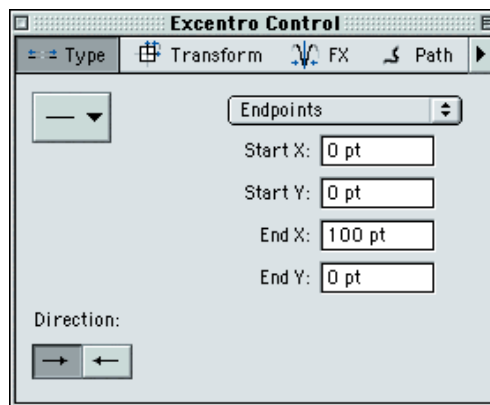 Excentro Control
Type Transform FX Path
Endpoints
Start X: 0 pt
Start Y: 0 pt
End X: 100 pt
End Y: 0 pt
Direction: